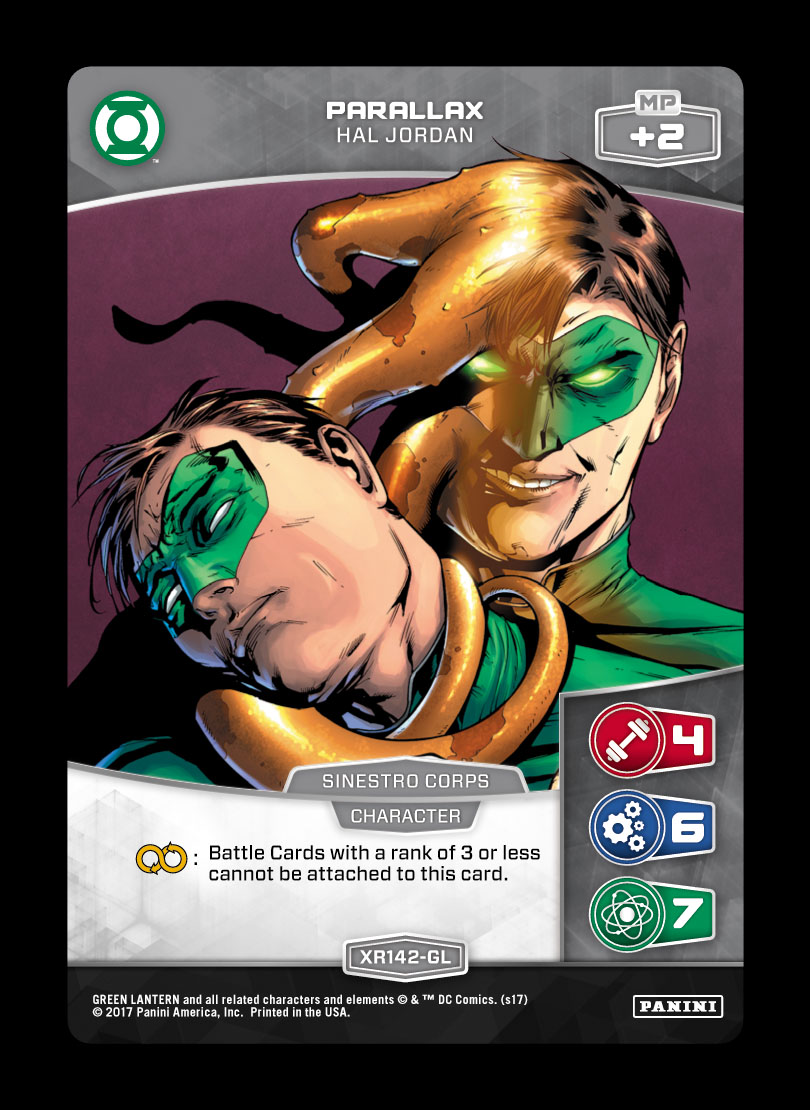 PARALLAX
HAL JORDAN
MP
+2
™
SINESTRO CORPS
CHARACTER
4
6
7
: Battle Cards with a rank of 3 or less
cannot be attached to this card.
XR142-GL
GREEN LANTERN and all related characters and elements © & ™ DC Comics. (s17)
© 2017 Panini America, Inc. Printed in the USA.
PANINI